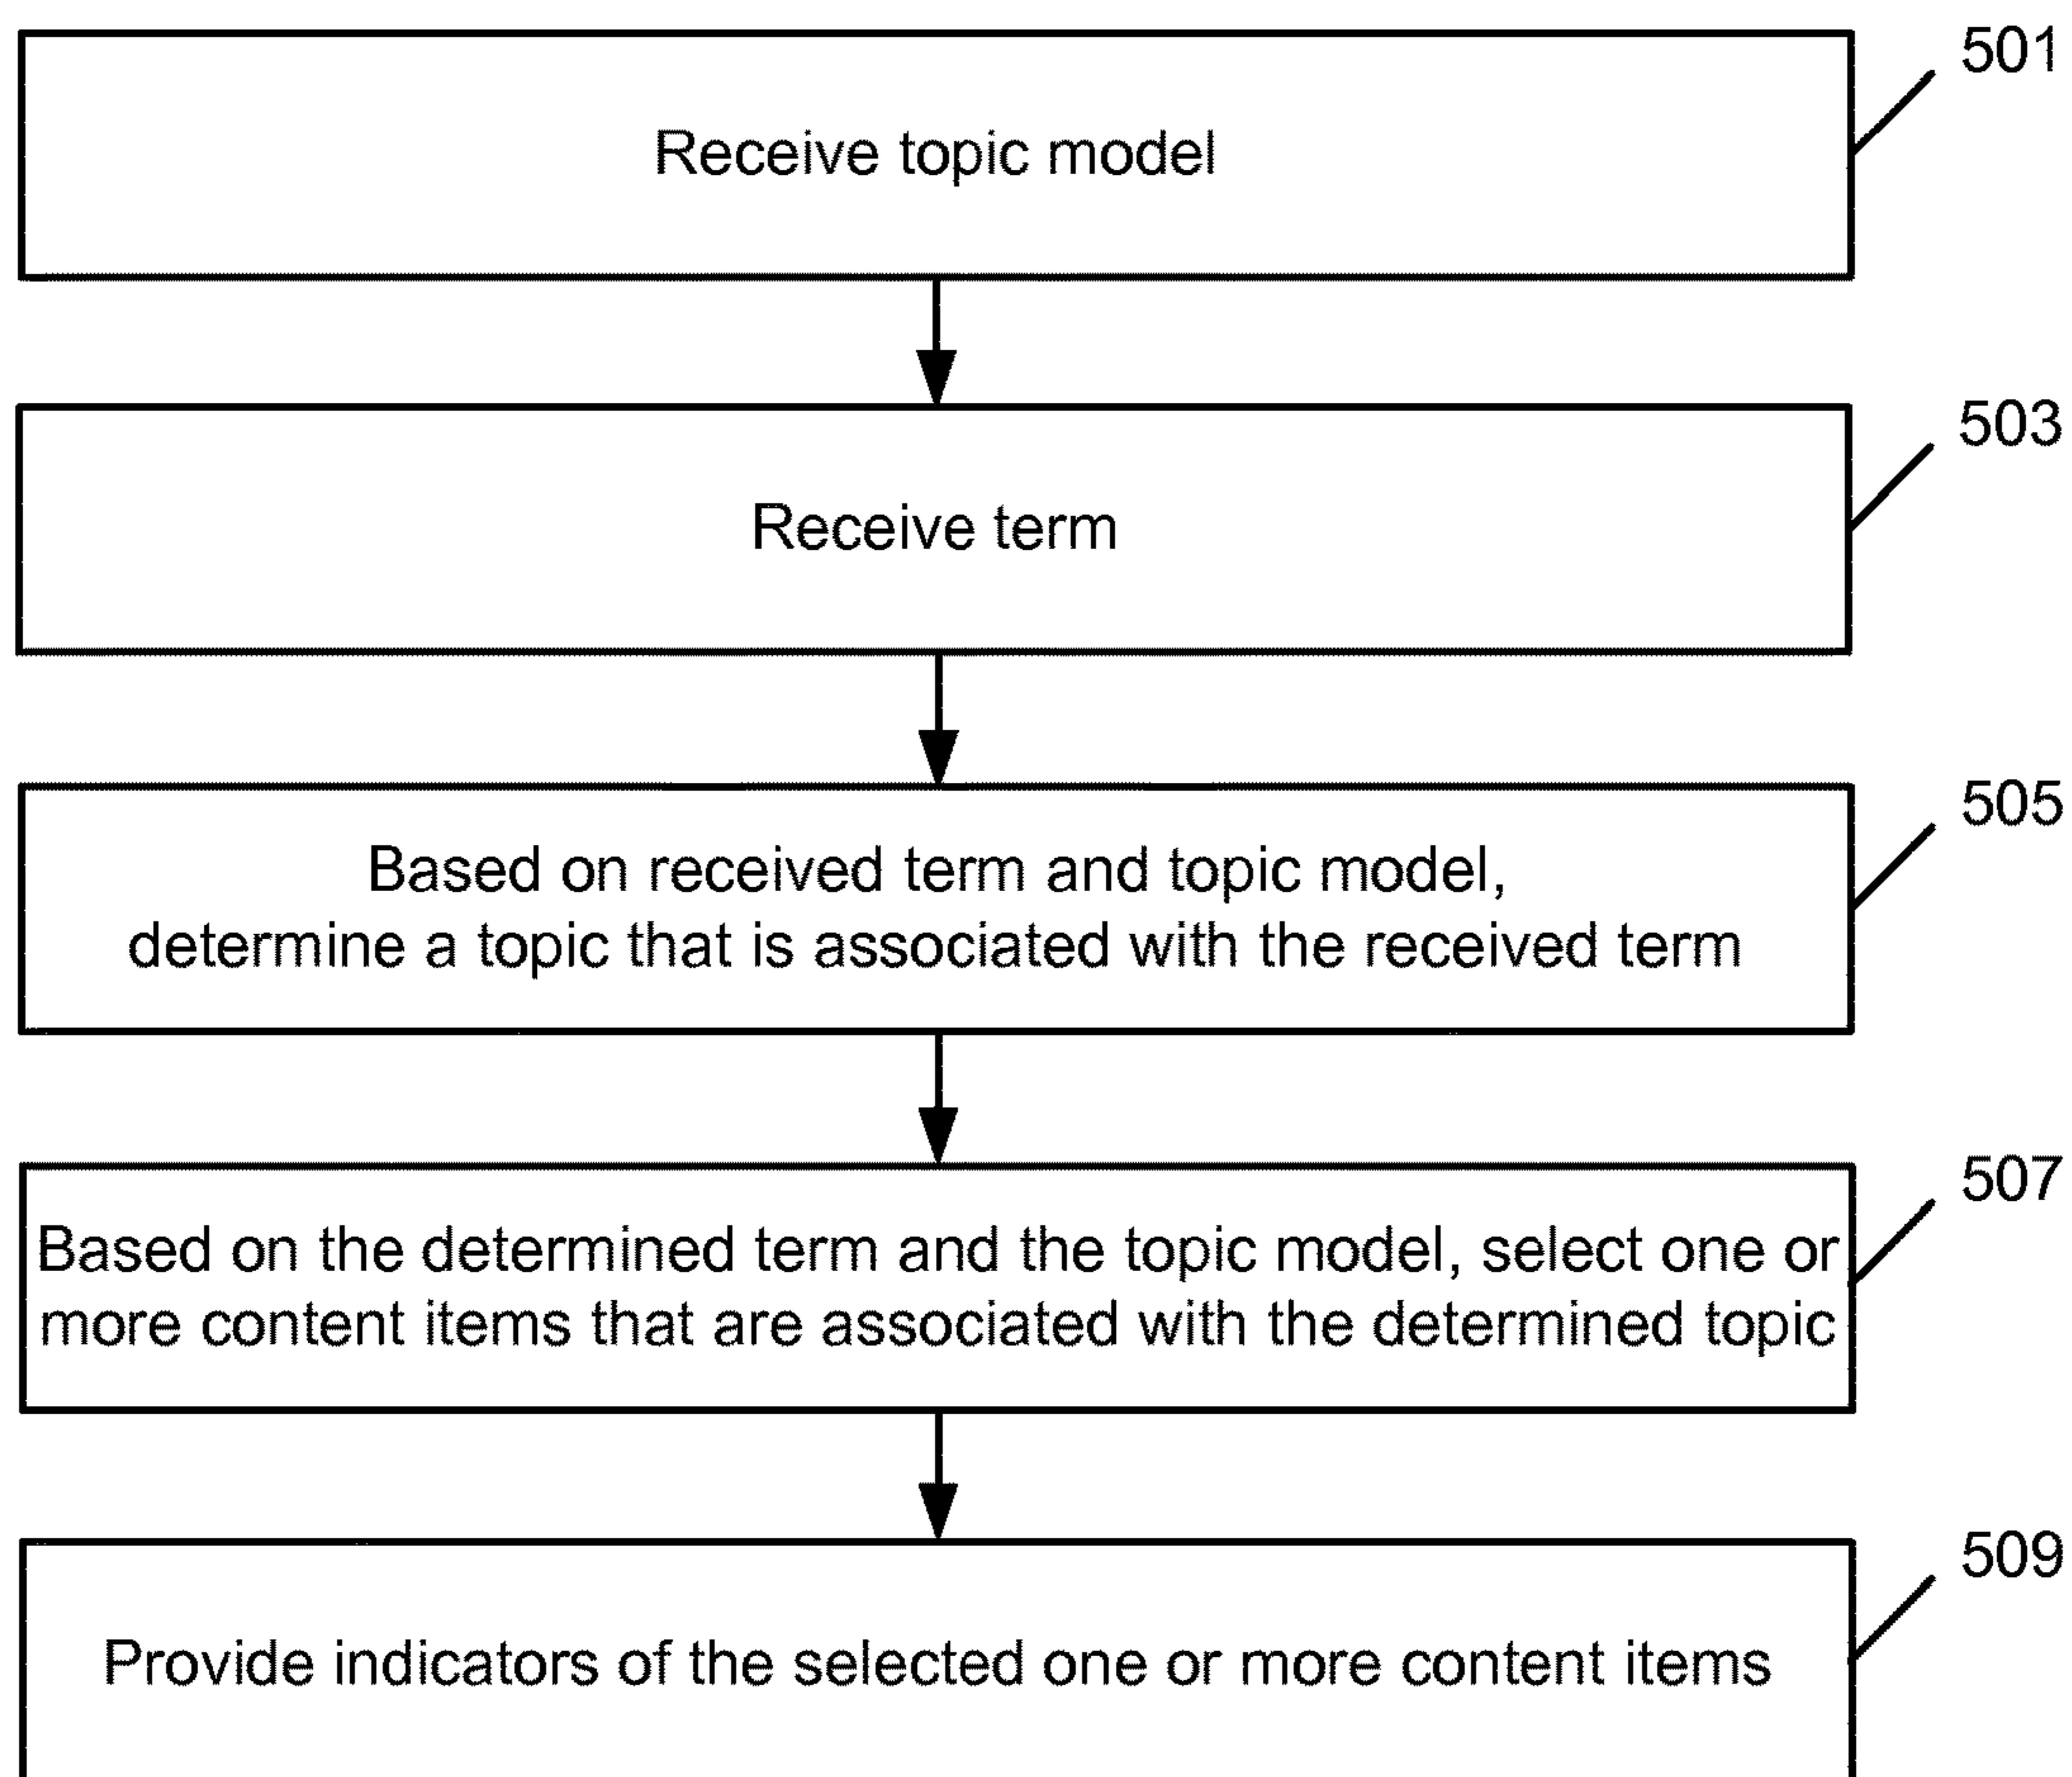 501
Receive topic model
503
Receive term
505
Based on received term and topic model,
determine a topic that is associated with the received term
507
Based on the determined term and the topic model, select one or
more content items that are associated with the determined topic
509
Provide indicators of the selected one or more content items